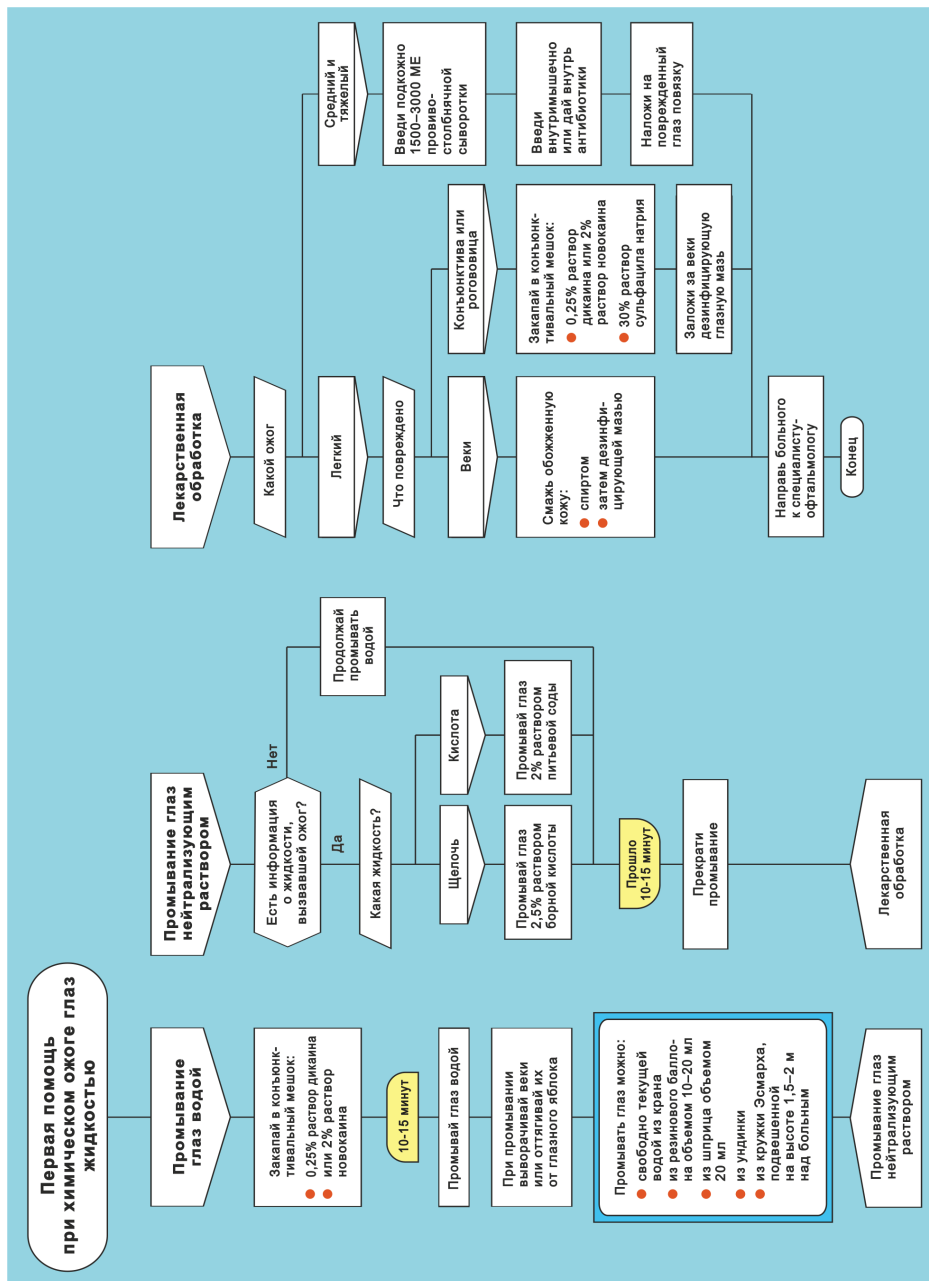 Первая помощь
при химическом ожоге глаз
жидкостью
Промывание
глаз водой
Закапай в конъюнк-
тивальный мешок:
0,25% раствор дикаина
или 2% раствор
новокаина
10-15 минут
Промывай глаз водой
При промывании
выворачивай веки
или оттягивай их
от глазного яблока
Промывать глаз можно:
свободно текущей
водой из крана
из резинового балло-
на объемом 10–20 мл
из шприца объемом
20 мл
из ундинки
из кружки Эсмарха,
подвешенной
на высоте 1,5–2 м
над больным
Промывание глаз
нейтрализующим
раствором
Промывание глаз
нейтрализующим
раствором
Есть информация
о жидкости,
вызвавшей ожог?
Нет
Да
Продолжай
промывать
водой
Какая жидкость?
Щелочь
Кислота
Промывай глаз
2,5% раствором
борной кислоты
Промывай глаз
2% раствором
питьевой соды
Прошло
10-15 минут
Прекрати
промывание
Лекарственная
обработка
Лекарственная
обработка
Какой ожог
Легкий
Средний и
тяжелый
Что повреждено
Веки
Конъюнктива или
роговоица
Смажь обожженную
кожу:
спиртом
затем дезинфи-
цирующей мазью
Закапай в конъюнк-
тивальный мешок:
0,25% раствор
дикаина или 2%
раствор новокаина
30% раствор
сульфацила натрия
Заложи за веки
дезинфицирующую
глазную мазь
Введи подкожно
1500–3000 МЕ
провиво-
столбнячной
сыворотки
Введи
внутримышечно
или дай внутрь
антибиотики
Наложи на
поврежденный
глаз повязку
Направь больного
к специалисту-
офтальмологу
Конец